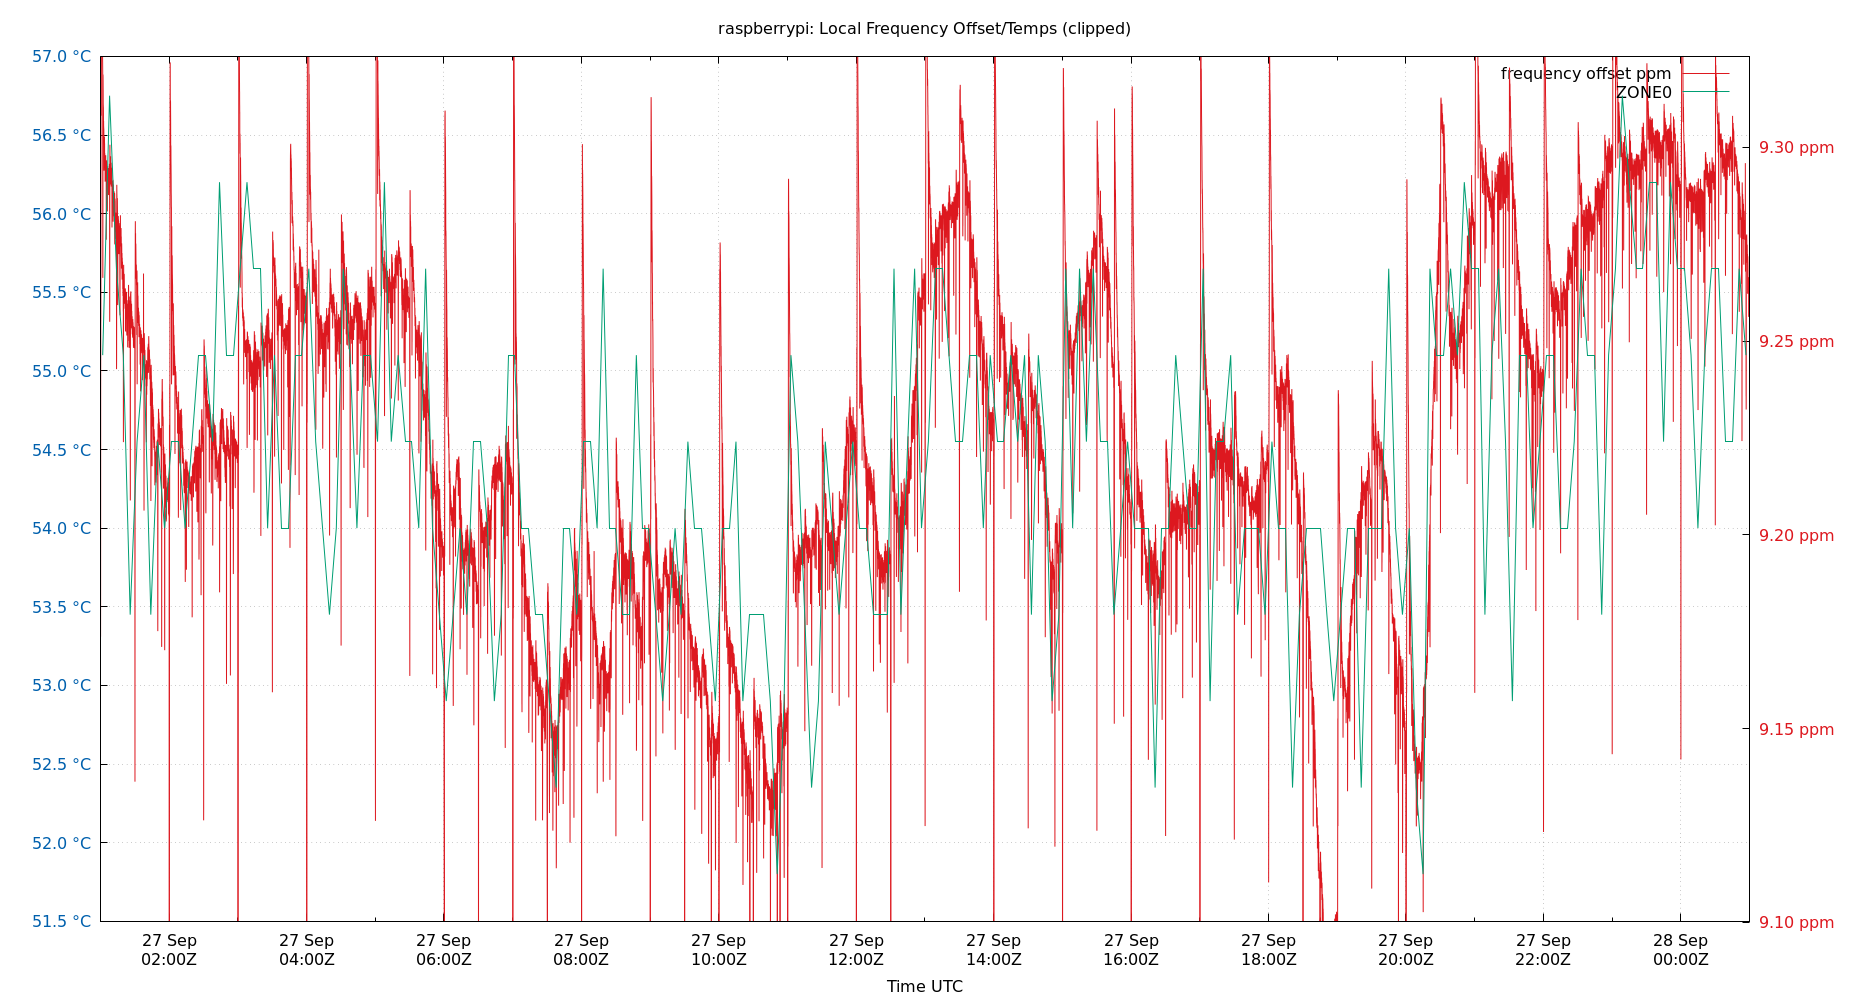 raspberrypi: Local Frequency Offset/Temps (clipped)
57.0 °C
56.5 °C
56.0 °C
55.5 °C
55.0 °C
54.5 °C
54.0 °C
53.5 °C
53.0 °C
52.5 °C
52.0 °C
51.5 °C
frequency offset ppm
ZONE0
9.30 ppm
9.25 ppm
9.20 ppm
9.15 ppm
9.10 ppm
27 Sep 27 Sep 27 Sep 27 Sep 27 Sep 27 Sep 27 Sep 27 Sep 27 Sep 27 Sep 27 Sep 28 Sep
02:00Z 04:00Z 06:00Z 08:00Z 10:00Z 12:00Z 14:00Z 16:00Z 18:00Z 20:00Z 22:00Z 00:00Z
Time UTC